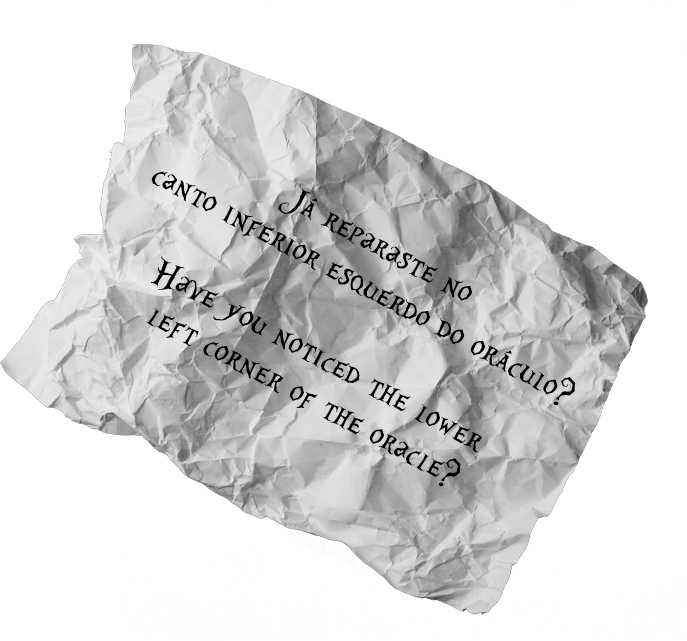 Já reparaste no
canto inferior esquerdo do oráculo?
Have you noticed the lower
left corner of the oracle?